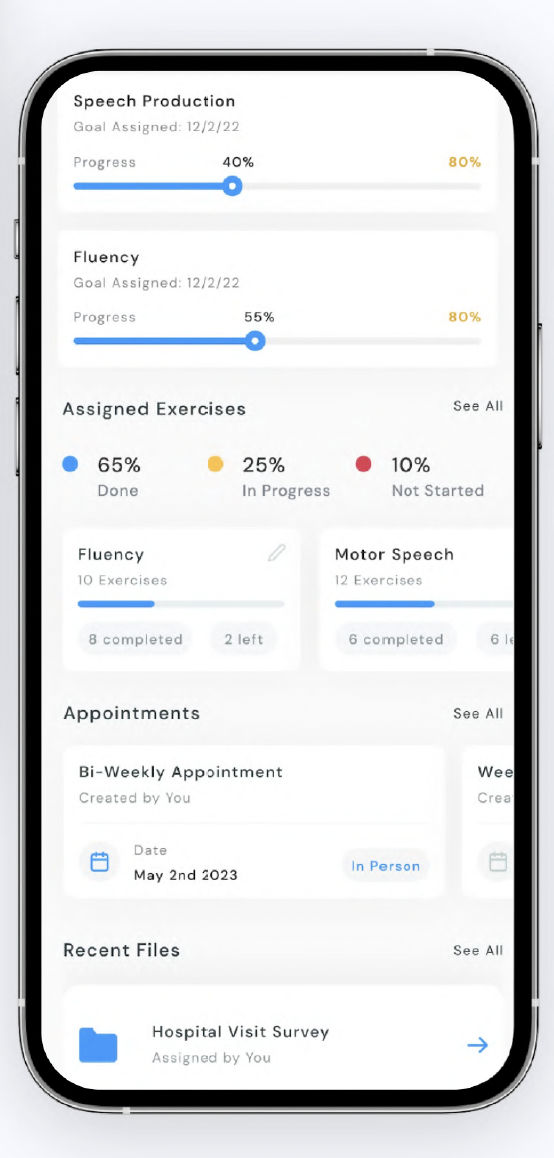 Speech Production
Goal Assigned: 12/2/22
Progress 40% 80%
Fluency
Goal Assigned: 12/2/22
Progress 55% 80%
Assigned Exercises See All
65% 25% 10%
Done In Progress Not Started
Fluency Motor Speech
10 Exercises 12 Exercises
8 completed 2 left 6 completed 6 le
Appointments See All
Bi-Weekly Appointment Wee
Created by You Crea
Date
May 2nd 2023 In Person
Recent Files See All
Hospital Visit Survey
Assigned by You